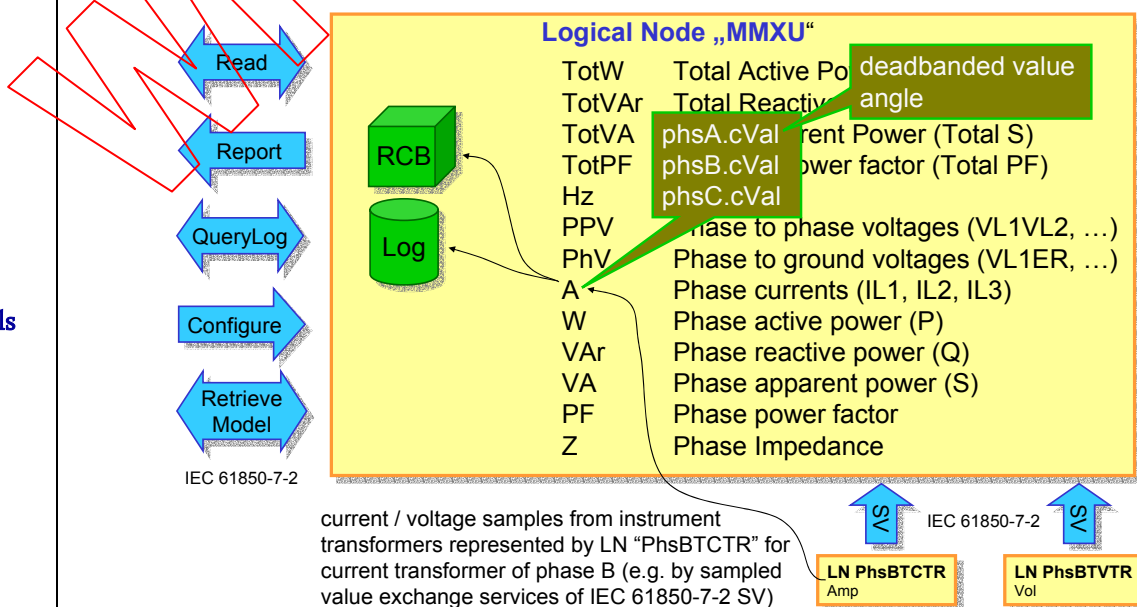 Logical Node „MMXU“
TotW Total Active Po
TotVAr Total Reactive
TotVA rent Power (Total S)
TotPF ower factor (Total PF)
Hz
PPV Phase to phase voltages (VL1VL2, …)
PhV Phase to ground voltages (VL1ER, …)
A Phase currents (IL1, IL2, IL3)
W Phase active power (P)
VAr Phase reactive power (Q)
VA Phase apparent power (S)
PF Phase power factor
Z Phase Impedance
deadbanded value
angle
phsA.cVal
phsB.cVal
phsC.cVal
RCB
Log
Read
Report
QueryLog
Configure
Retrieve
Model
IEC 61850-7-2
ls
current / voltage samples from instrument
transformers represented by LN “PhsBTCTR” for
current transformer of phase B (e.g. by sampled
value exchange services of IEC 61850-7-2 SV)
SV
IEC 61850-7-2
SV
LN PhsBTCTR
Amp
LN PhsBTVTR
Vol